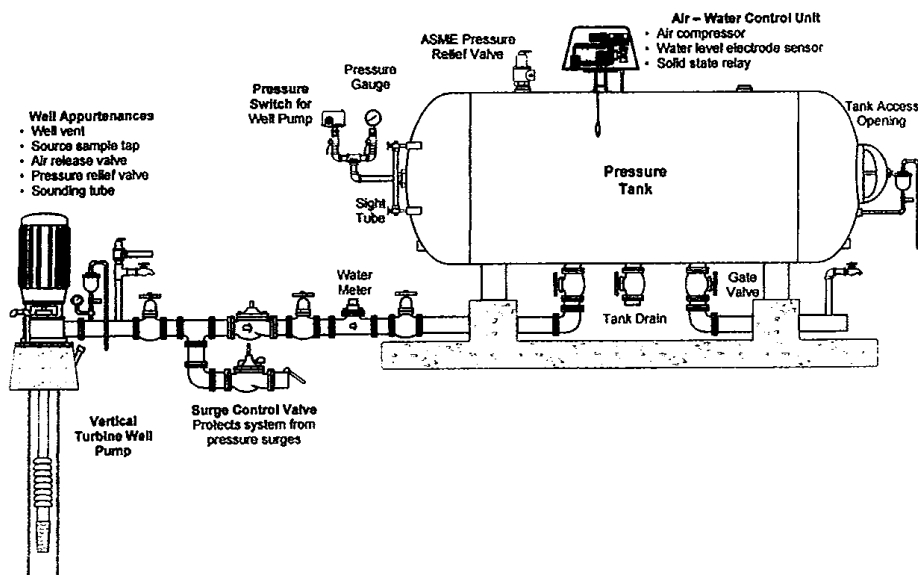 Air – Water Control Unit
• Air compressor
• Water level electrode sensor
• Solid state relay
ASME Pressure
Relief Valve
Pressure
Gauge
Pressure
Switch for
Well Pump
Tank Access
Opening
Well Appurtenances
• Well vent
• Source sample tap
• Air release valve
• Pressure relief valve
• Sounding tube
Pressure
Tank
Sight
Tube
Water
Meter
Gate
Valve
Tank Drain
Surge Control Valve
Protects system from
pressure surges
Vertical
Turbine Well
Pump